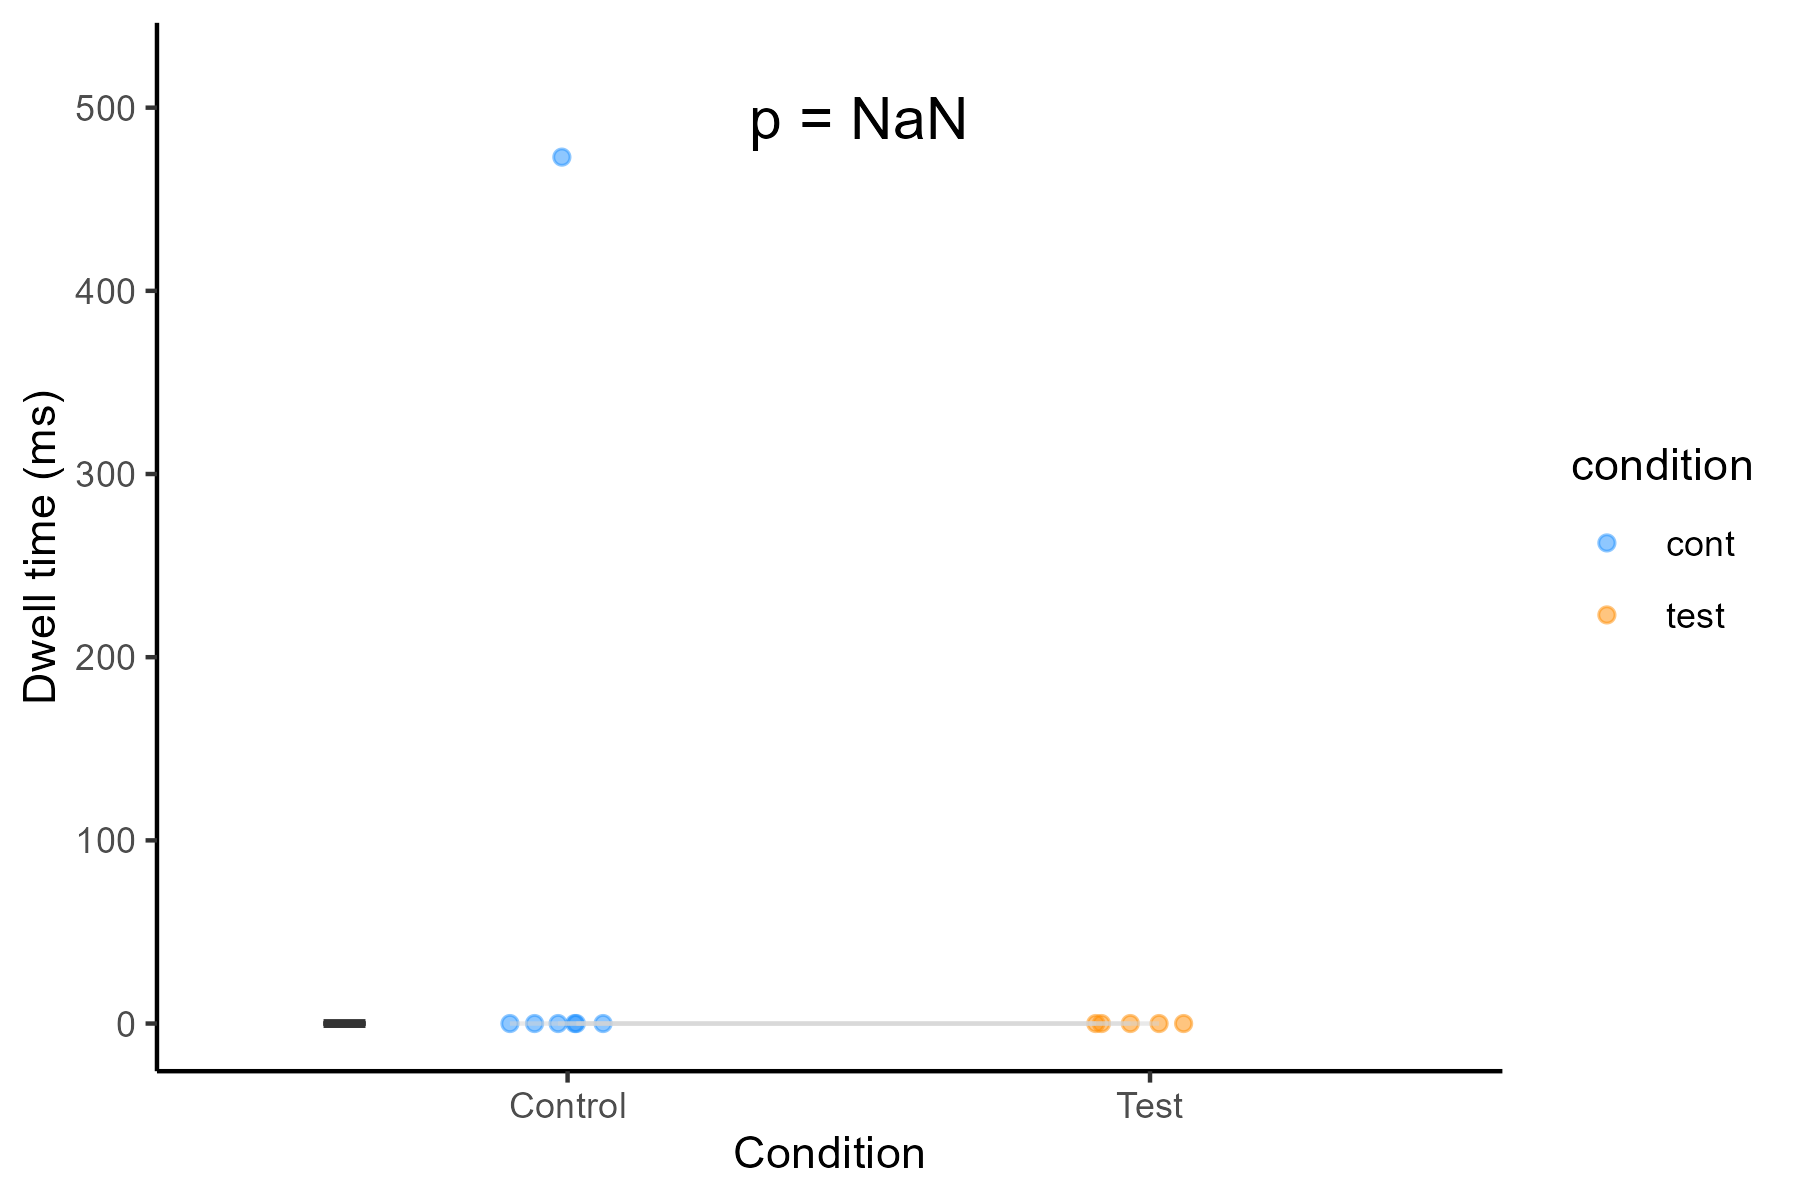 p = NaN
500
400
300
200
100
0
Dwell time (ms)
Control
Test
Condition
condition
cont
test